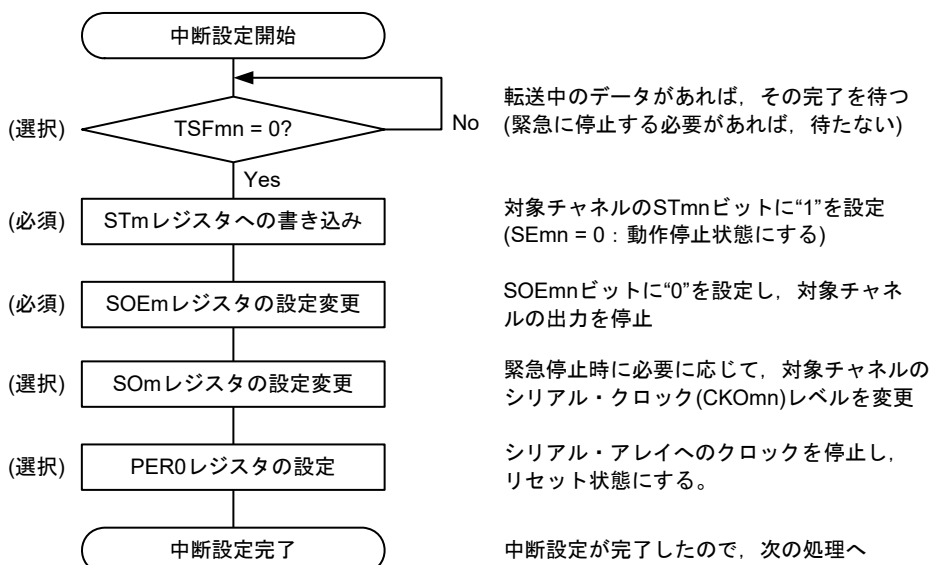 中断設定開始
(選択)
TSFmn = 0?
No
転送中のデータがあれば，その完了を待つ
(緊急に停止する必要があれば，待たない)
Yes
(必須)
STmレジスタへの書き込み
対象チャネルのSTmnビットに“1”を設定
(SEmn = 0 : 動作停止状態にする)
(必須)
SOEmレジスタの設定変更
SOEmnビットに“0”を設定し，対象チャネ
ルの出力を停止
(選択)
SOmレジスタの設定変更
緊急停止時に必要に応じて，対象チャネルの
シリアル・クロック(CKOmn)レベルを変更
(選択)
PER0レジスタの設定
シリアル・アレイへのクロックを停止し，
リセット状態にする。
中断設定完了
中断設定が完了したので，次の処理へ